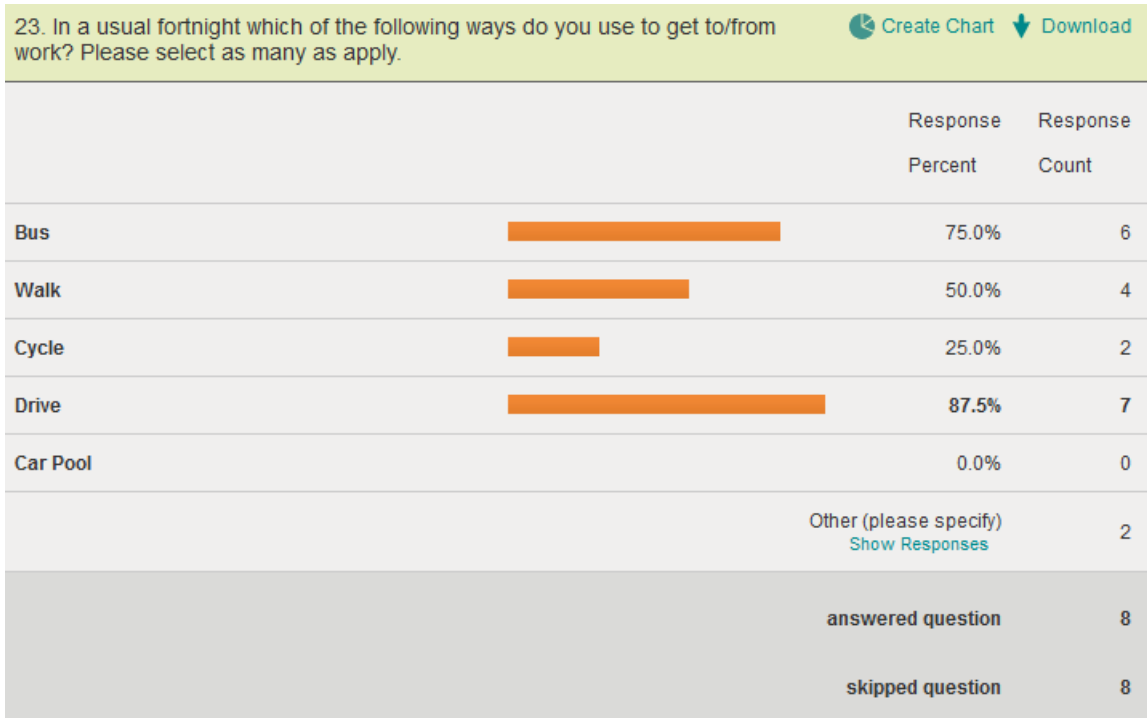 23. In a usual fortnight which of the following ways do you use to get to/from
work? Please select as many as apply.
Create Chart Download
Response Response
Percent Count
Bus 75.0% 6
Walk 50.0% 4
Cycle 25.0% 2
Drive 87.5% 7
Car Pool 0.0% 0
Other (please specify) 2
Show Responses
answered question 8
skipped question 8